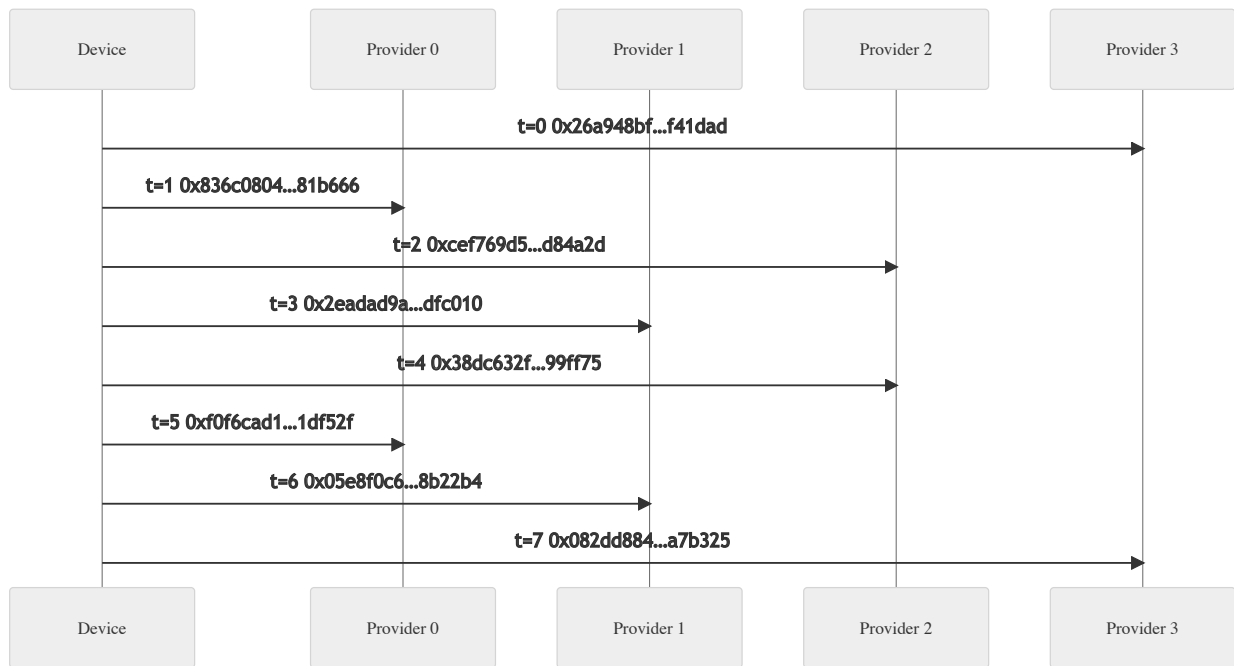 Device Provider 0 Provider 1 Provider 2 Provider 3
t=0 0x26a948bf...f41dad
t=1 0x836c0804...81b666
t=2 0xcef769d5...d84a2d
t=3 0x2eadad9a...dfc010
t=4 0x38dc632f...99ff75
t=5 0xf0f6cad1...1df52f
t=6 0x05e8f0c6...8b22b4
t=7 0x082dd884...a7b325
Device Provider 0 Provider 1 Provider 2 Provider 3